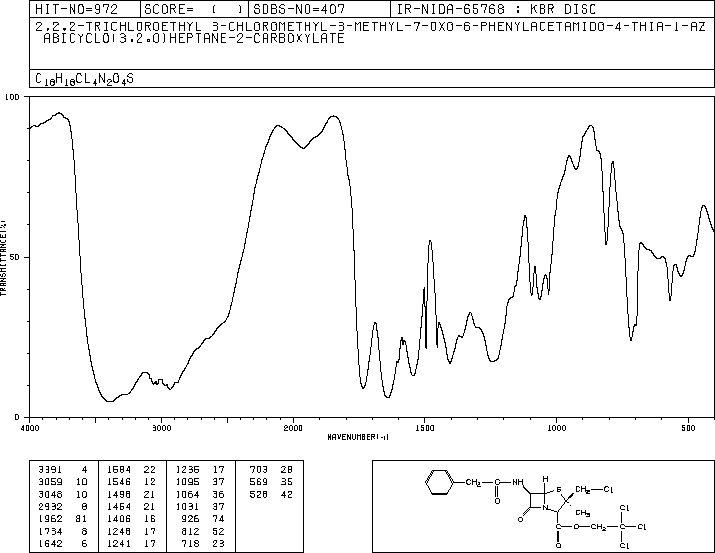 HIT-NO=972 SCORE= ( ) SDBS-NO=407 IR-NIDA-65768 : KBR DISC
2,2,2-TRICHLOROETHYL 3-CHLOROMETHYL-3-METHYL-7-OXO-6-PHENYLACETAMIDO-4-THIA-1-AZ
ABICYCLO(3.2.0)HEPTANE-2-CARBOXYLATE
C18H18CL4N2O4S
100
50
0
TRANSMITTANCE(%)
4000 3000 2000 1500 1000 500
WAVENUMBER(-1)
3391 4 1584 22 1236 17 703 28
3059 10 1546 12 1095 37 569 35
3048 10 1498 21 1064 36 528 42
2932 8 1454 21 1031 37
1962 81 1406 16 926 74
1734 8 1248 17 812 52
1642 6 1241 17 718 23
CH2 C NH H S CH2 Cl
O O N CH3
C O CH2 C Cl Cl Cl
O